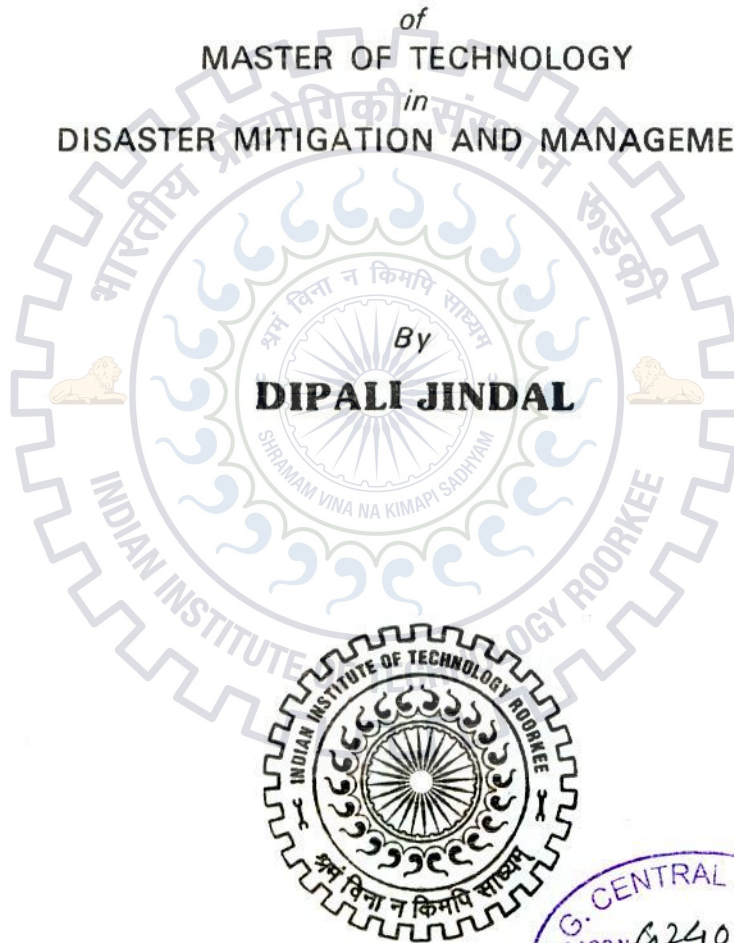 of
MASTER OF TECHNOLOGY
in
DISASTER MITIGATION AND MANAGEME
भारतीय प्रौद्योगिकी संस्थान रुड़की
श्रमं विना न किमपि साध्यम
By
DIPALI JINDAL
SHRAMAM VINA NA KIMAPI SADHYAM
INDIAN INSTITUTE OF TECHNOLOGY ROORKEE
INDIAN INSTITUTE OF TECHNOLOGY ROORKEE
श्रमं विना न किमपि साध्यम
G. CENTRAL